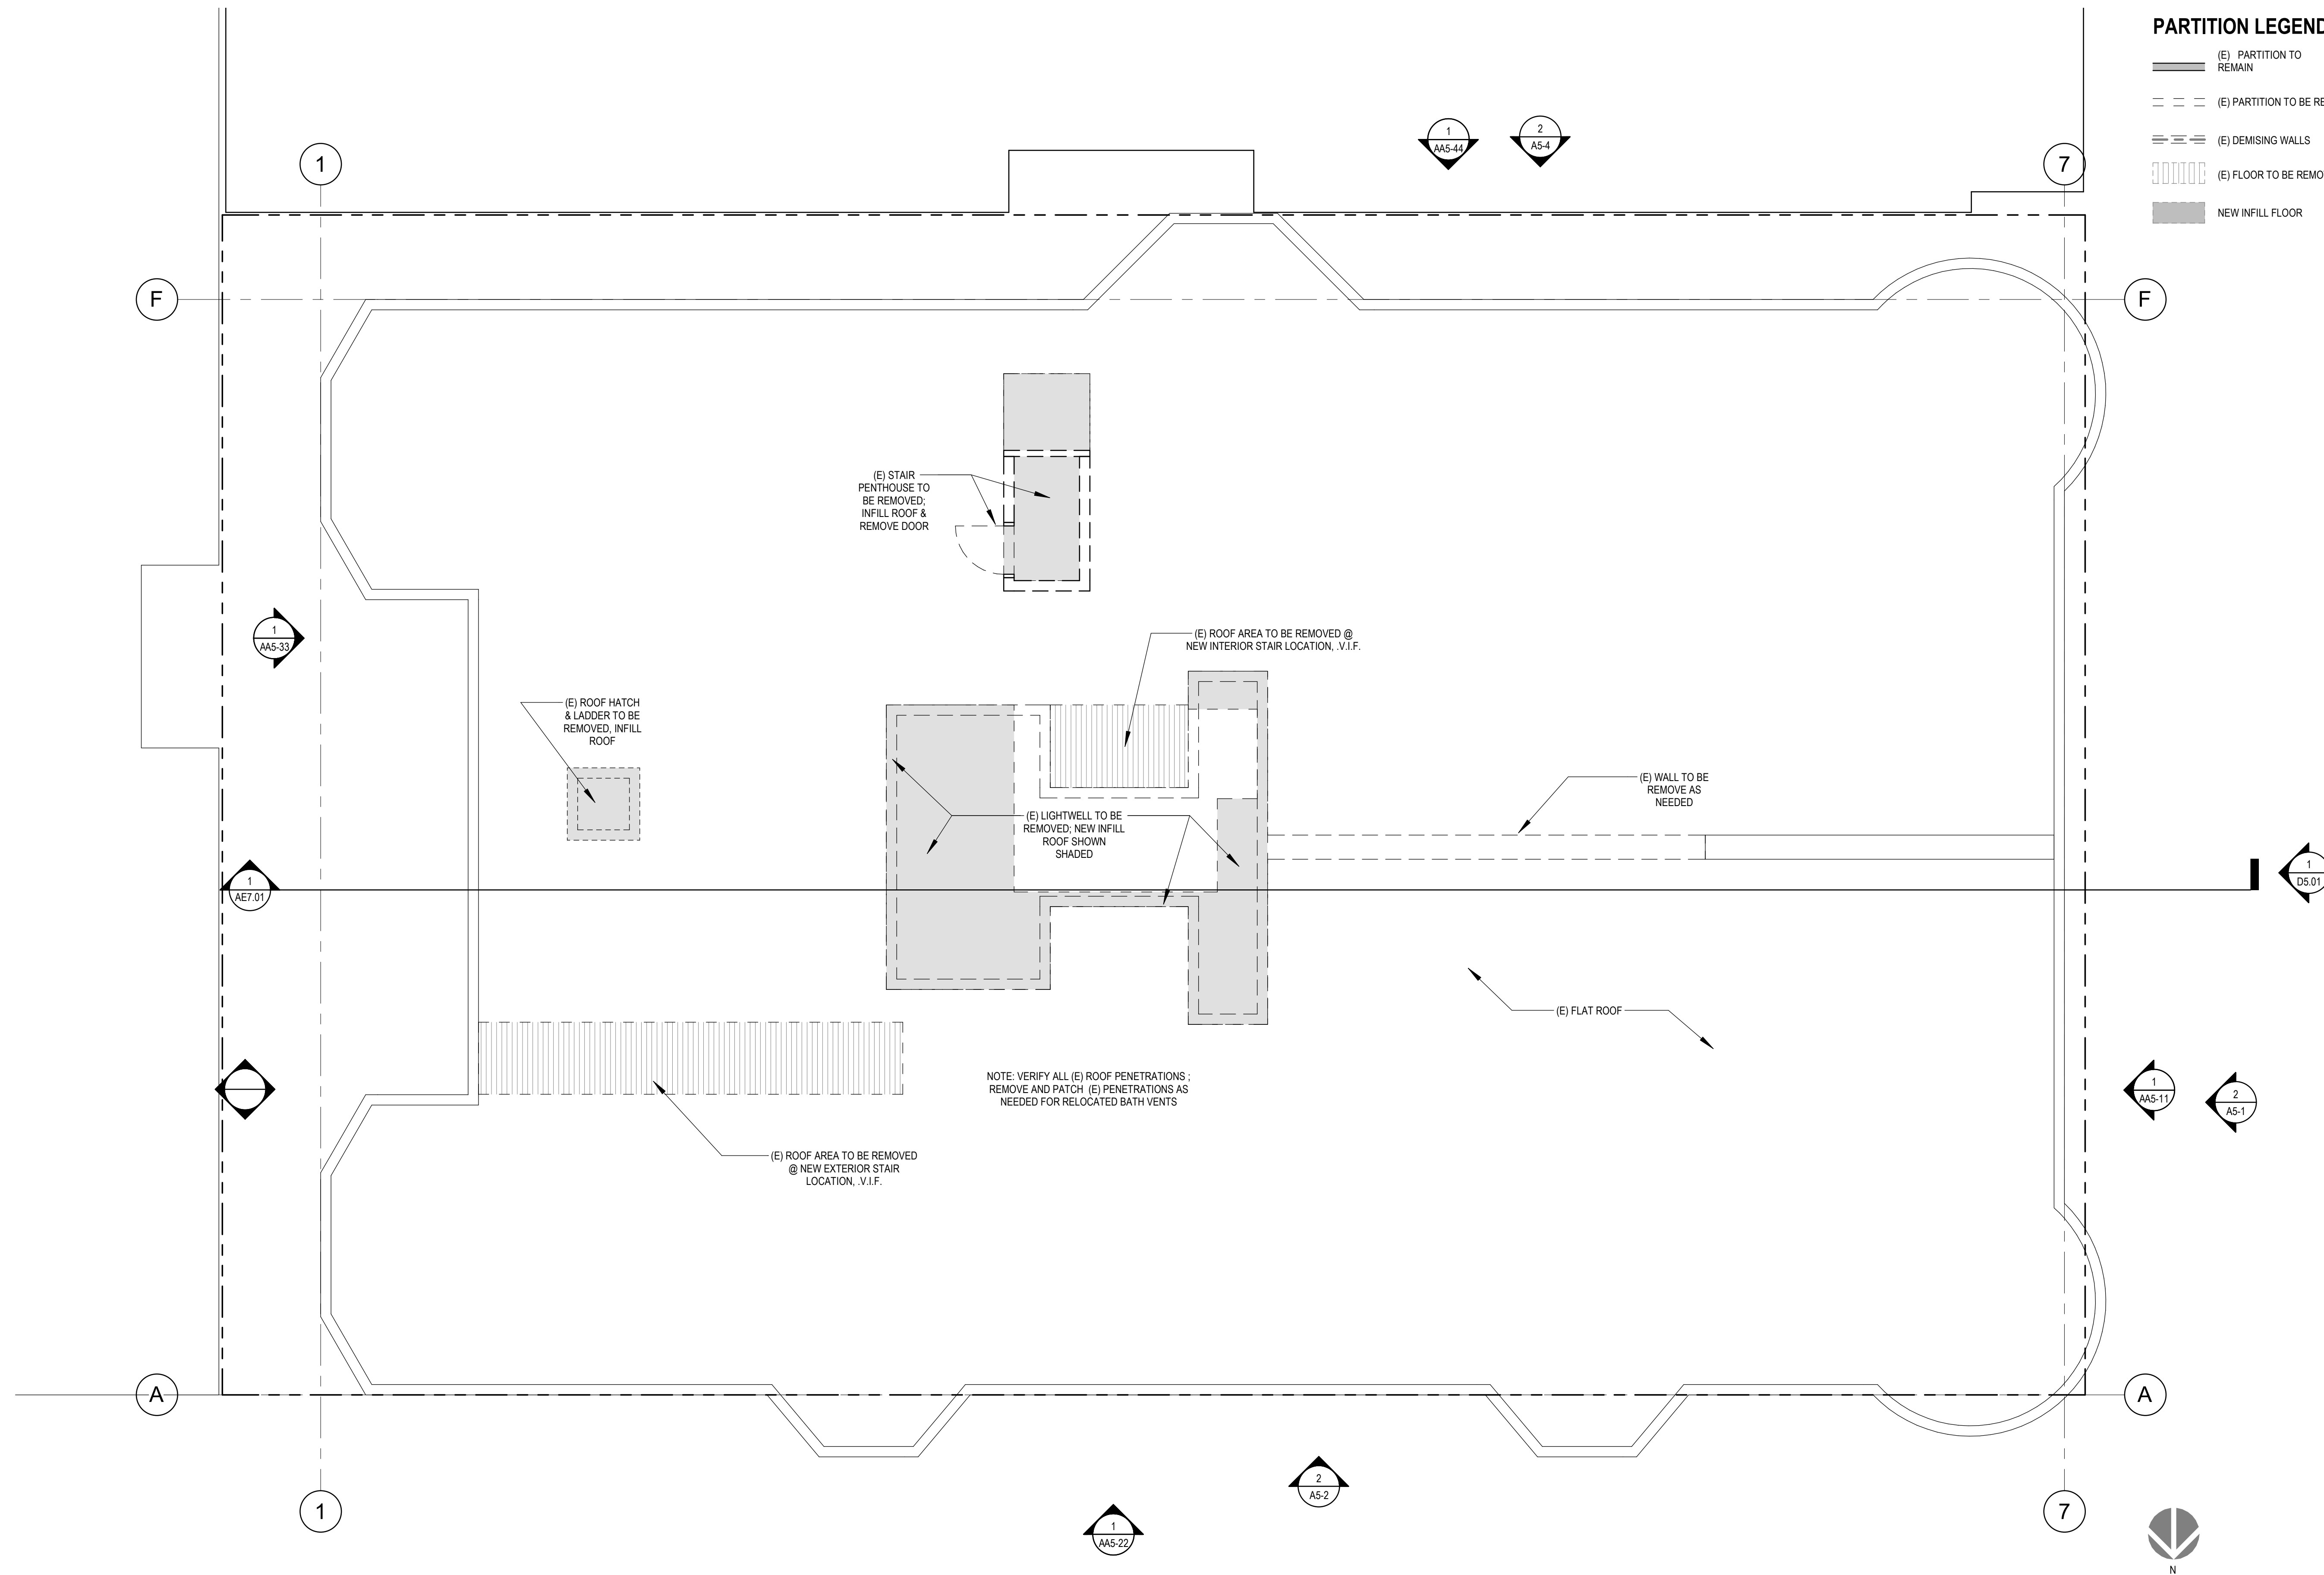 PARTITION LEGEND
(E) PARTITION TO
REMAIN
(E) PARTITION TO BE RE
(E) DEMISING WALLS
(E) FLOOR TO BE REMO
NEW INFILL FLOOR
1
AA5-44
2
A5-4
1
7
F
F
(E) STAIR
PENTHOUSE TO
BE REMOVED;
INFILL ROOF &
REMOVE DOOR
1
AA5-33
(E) ROOF AREA TO BE REMOVED @
NEW INTERIOR STAIR LOCATION, .V.I.F.
(E) ROOF HATCH
& LADDER TO BE
REMOVED, INFILL
ROOF
(E) WALL TO BE
REMOVE AS
NEEDED
(E) LIGHTWELL TO BE
REMOVED; NEW INFILL
ROOF SHOWN
SHADED
1
AE7.01
1
D5.01
(E) FLAT ROOF
NOTE: VERIFY ALL (E) ROOF PENETRATIONS ;
REMOVE AND PATCH (E) PENETRATIONS AS
NEEDED FOR RELOCATED BATH VENTS
1
AA5-11
2
A5-1
(E) ROOF AREA TO BE REMOVED
@ NEW EXTERIOR STAIR
LOCATION, .V.I.F.
A
A
2
A5-2
1
7
1
AA5-22
N